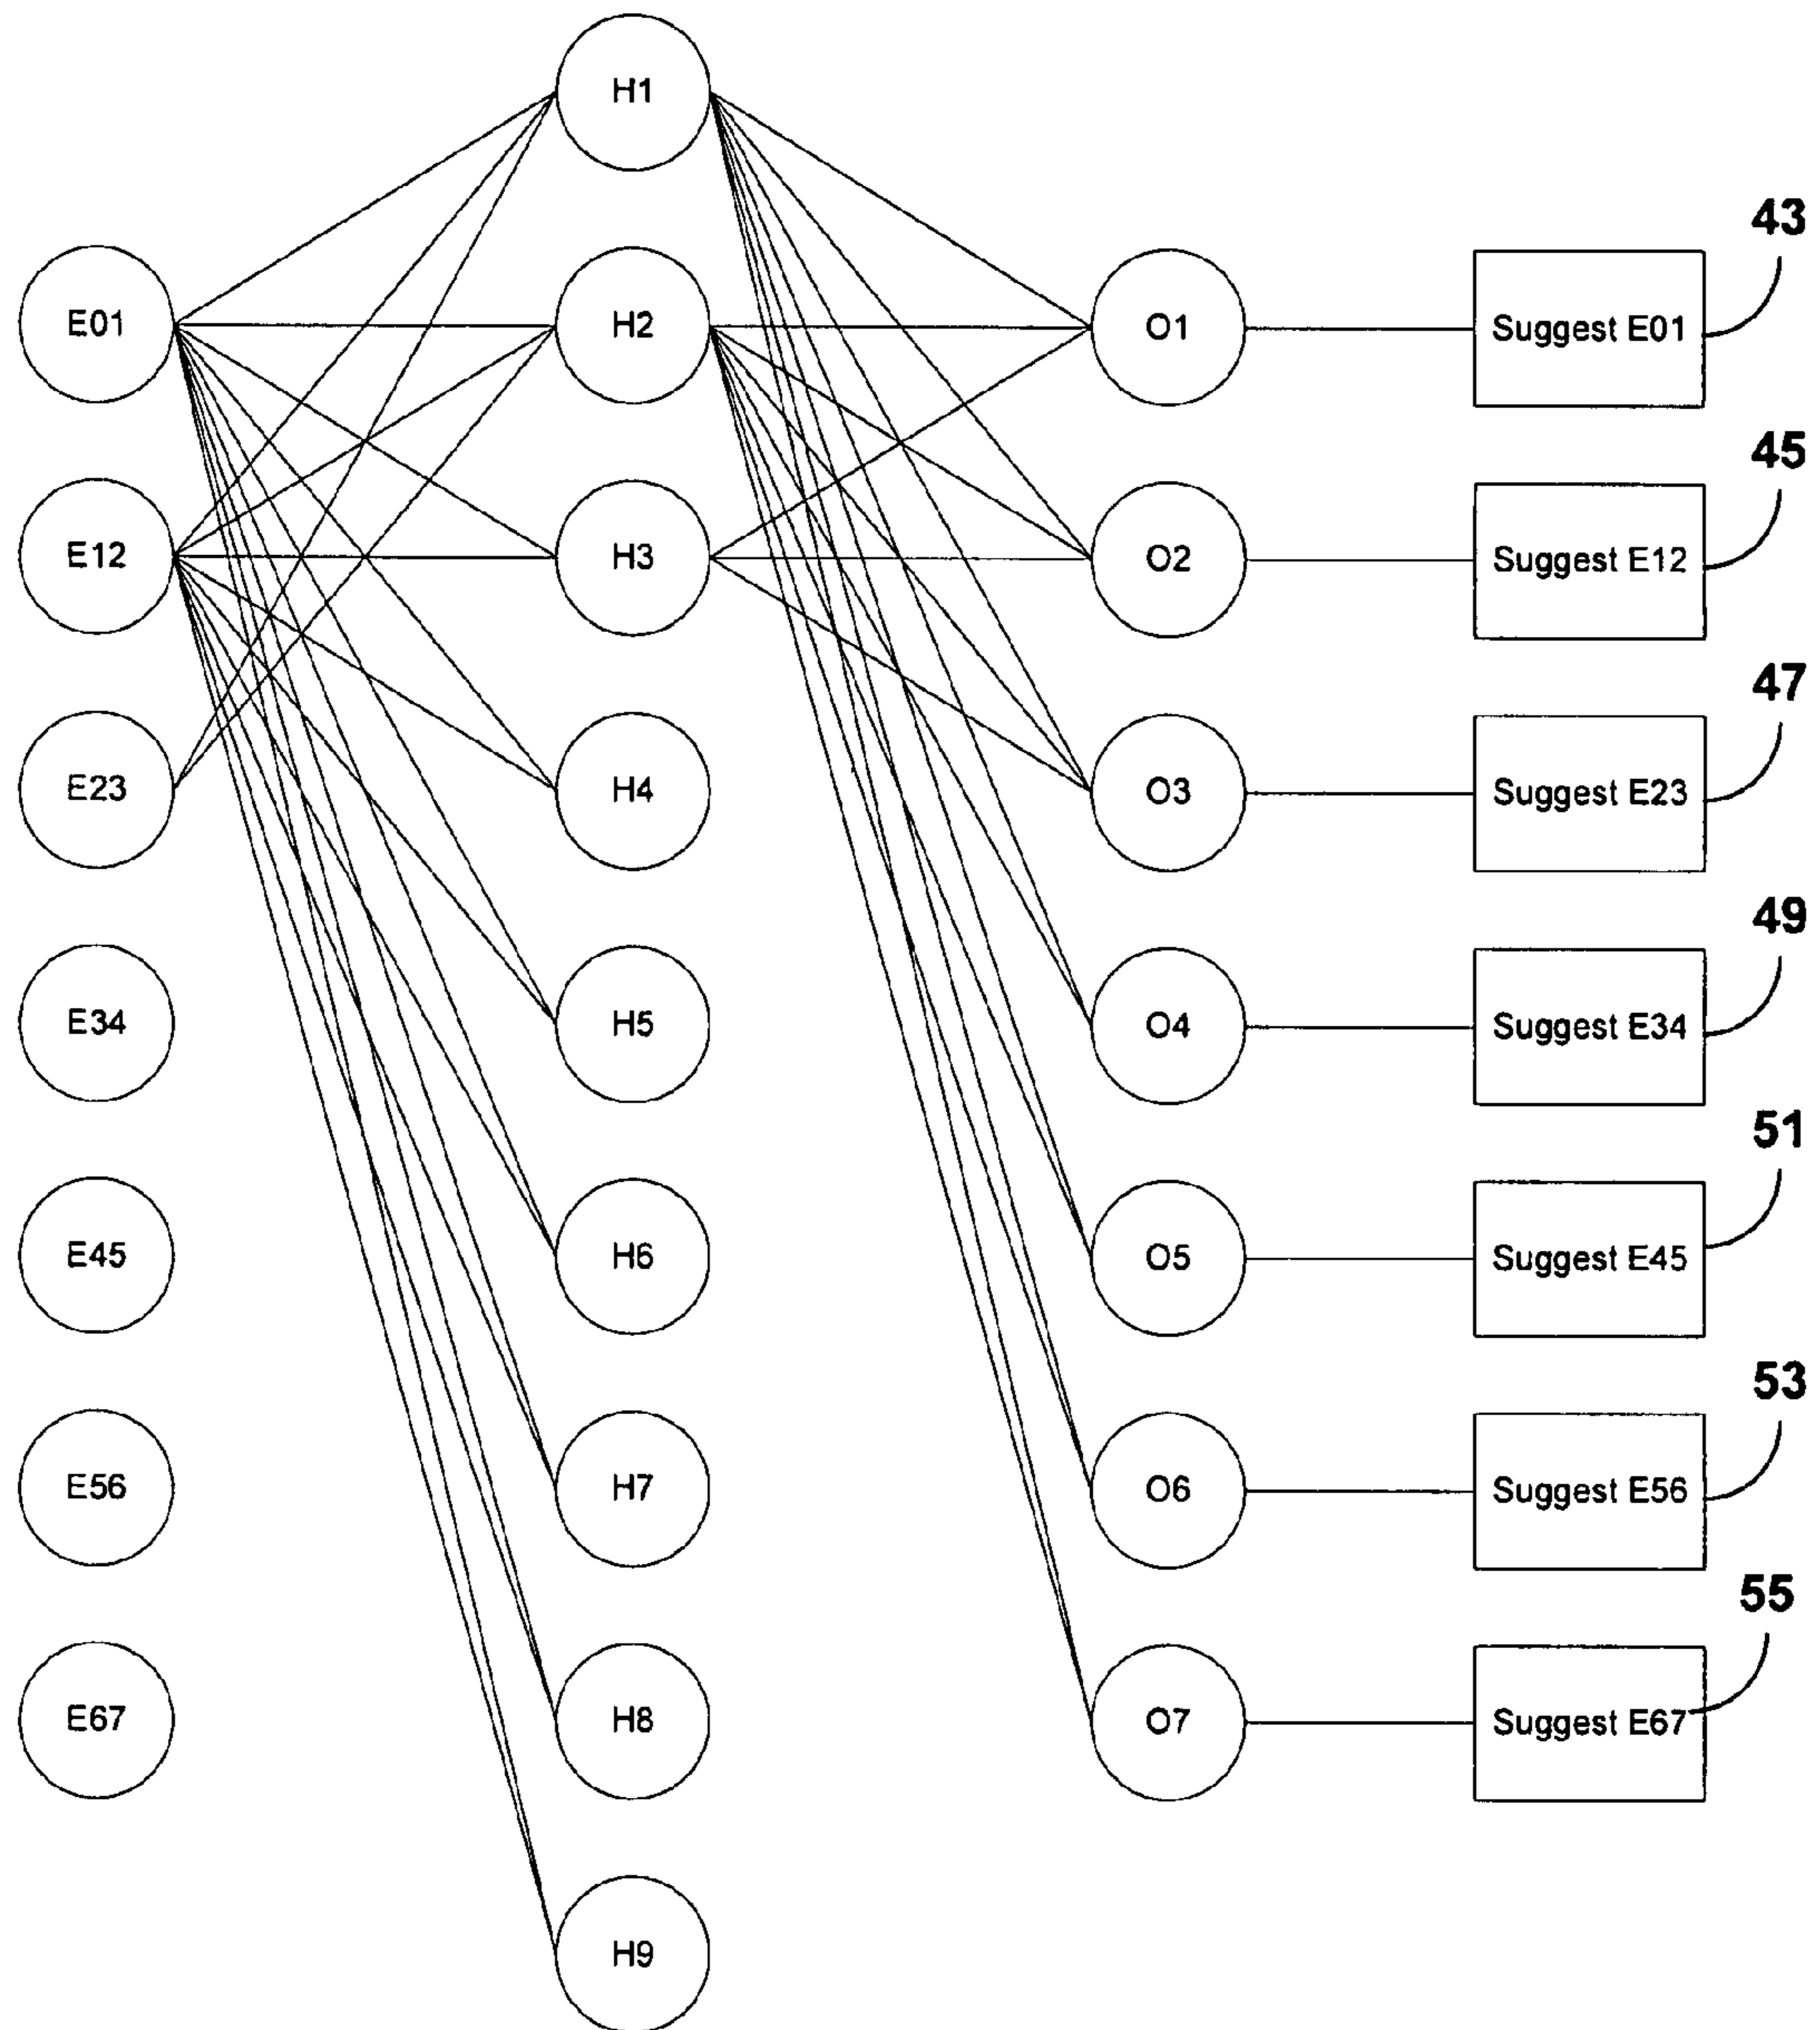 H1
43
E01
H2
O1
Suggest E01
45
E12
H3
O2
Suggest E12
47
E23
H4
O3
Suggest E23
49
E34
H5
O4
Suggest E34
51
E45
H6
O5
Suggest E45
53
E56
H7
O6
Suggest E56
55
E67
H8
O7
Suggest E67
H9